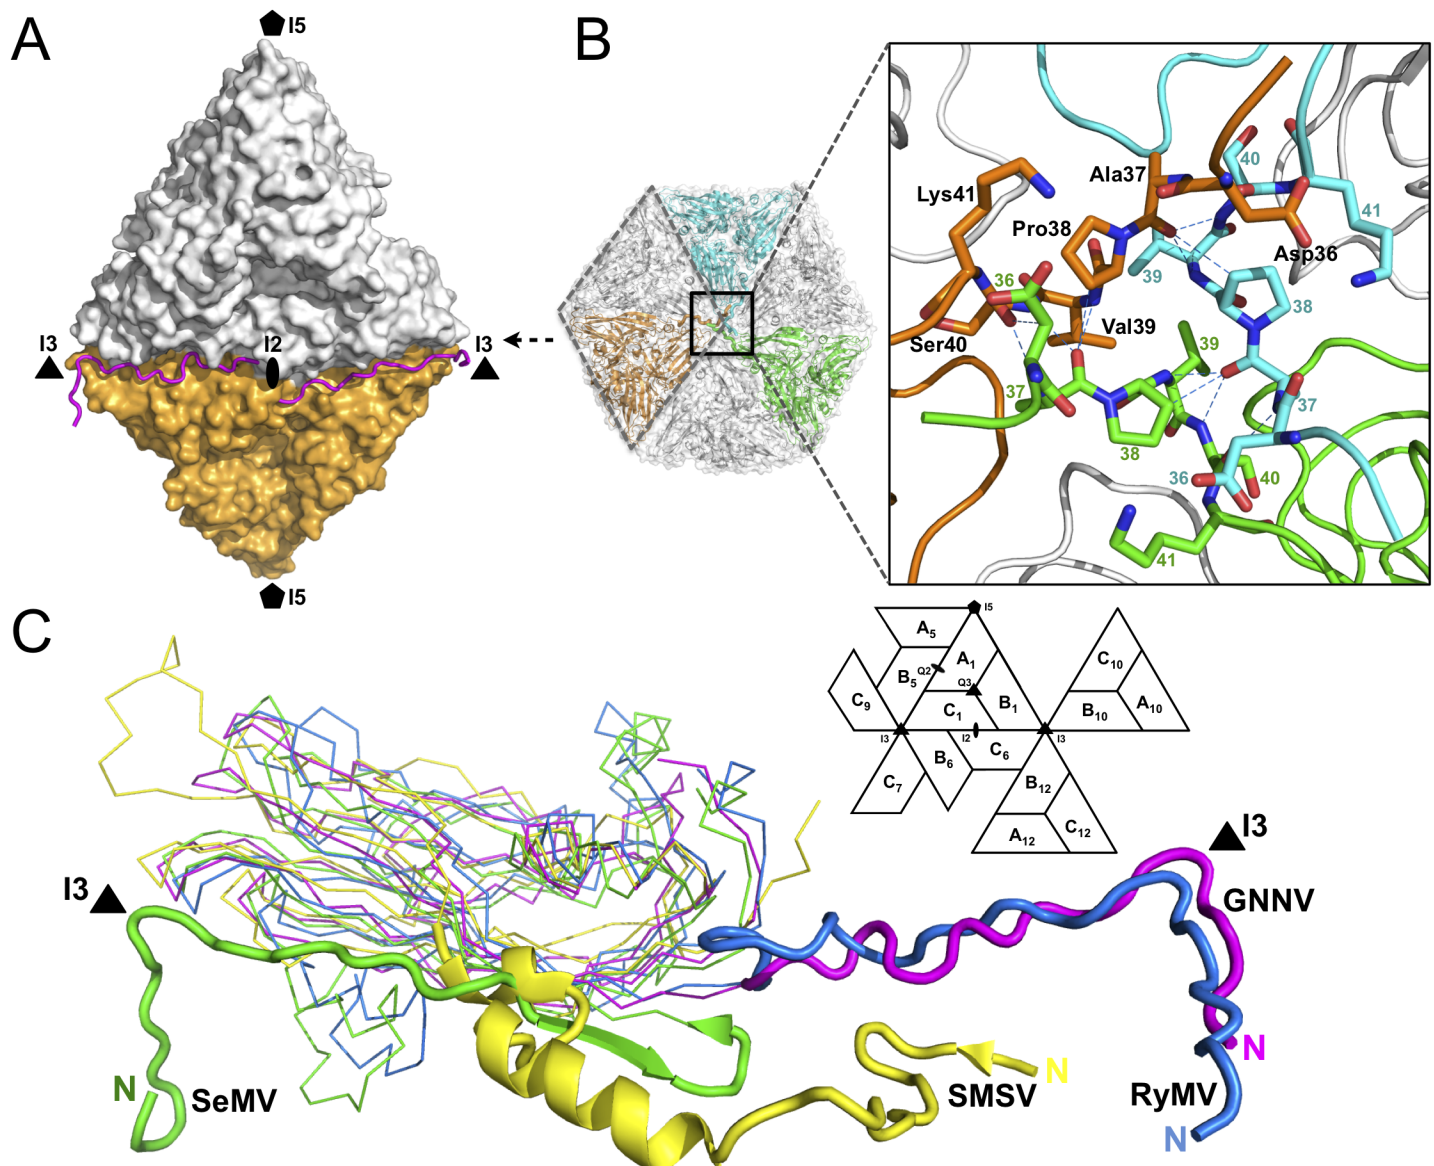 A
I5
I3
I2
I3
I5
B
Lys41
Ala37
40
41
Pro38
Asp36
36
39
38
Val39
Ser40
39
37
37
38
36
40
41
C
I5
A5
A1
Q2
B5
Q3
C9
C1
B1
I3
I2
I3
B6
C6
C7
C10
B10
A10
B12
A12
C12
I3
I3
GNNV
N
SeMV
SMSV
N
RyMV
N
N